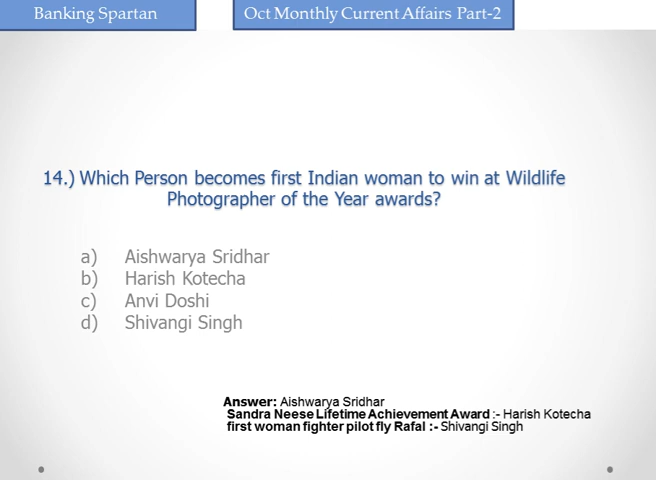 Banking Spartan
Oct Monthly Current Affairs Part-2
14.) Which Person becomes first Indian woman to win at Wildlife
Photographer of the Year awards?
a) Aishwarya Sridhar
b) Harish Kotecha
c) Anvi Doshi
d) Shivangi Singh
Answer: Aishwarya Sridhar
Sandra Neese Lifetime Achievement Award :- Harish Kotecha
first woman fighter pilot fly Rafal :- Shivangi Singh